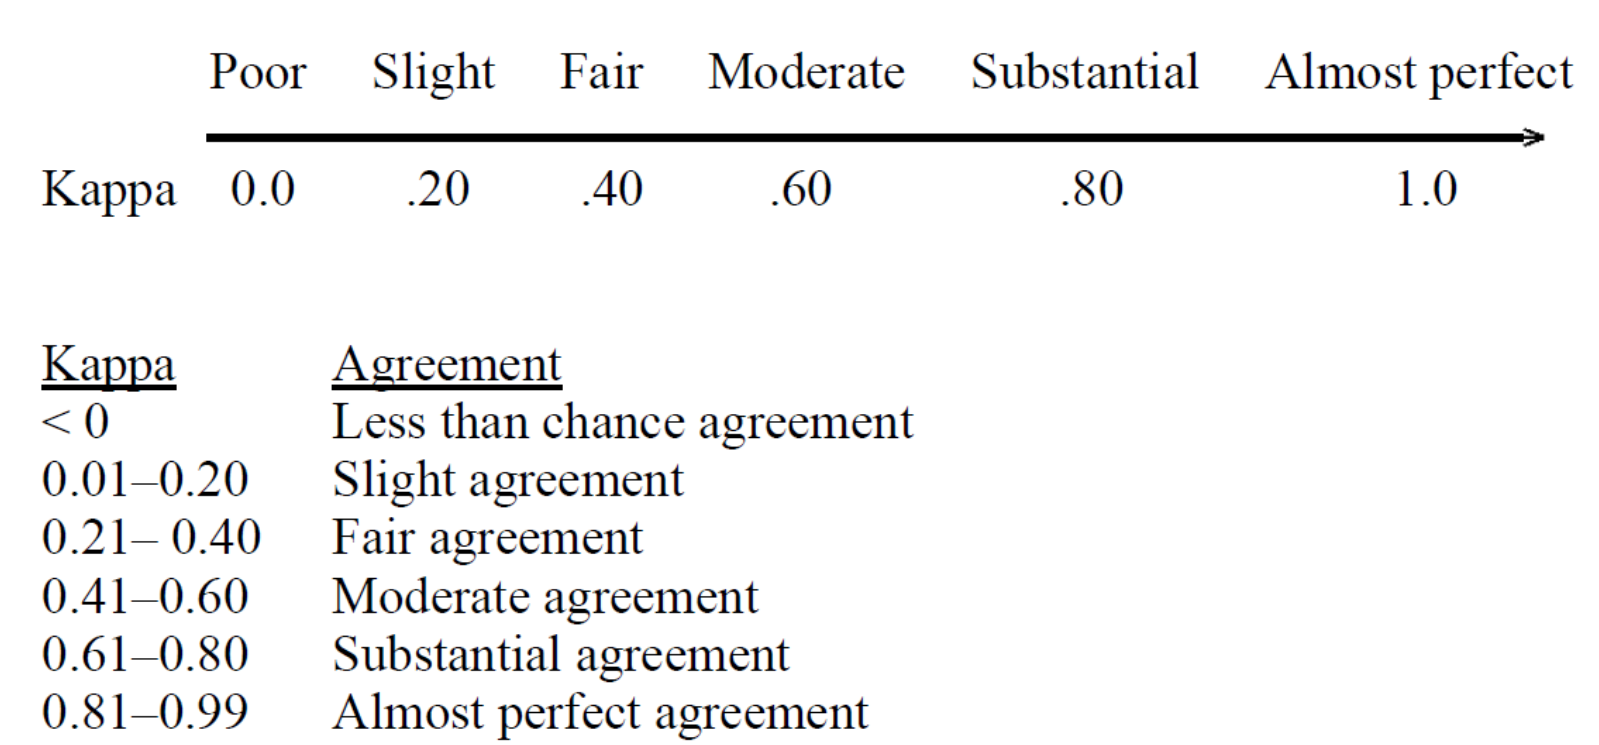 Poor Slight Fair Moderate Substantial Almost perfect
Kappa 0.0 .20 .40 .60 .80 1.0
Kappa Agreement
< 0 Less than chance agreement
0.01–0.20 Slight agreement
0.21– 0.40 Fair agreement
0.41–0.60 Moderate agreement
0.61–0.80 Substantial agreement
0.81–0.99 Almost perfect agreement